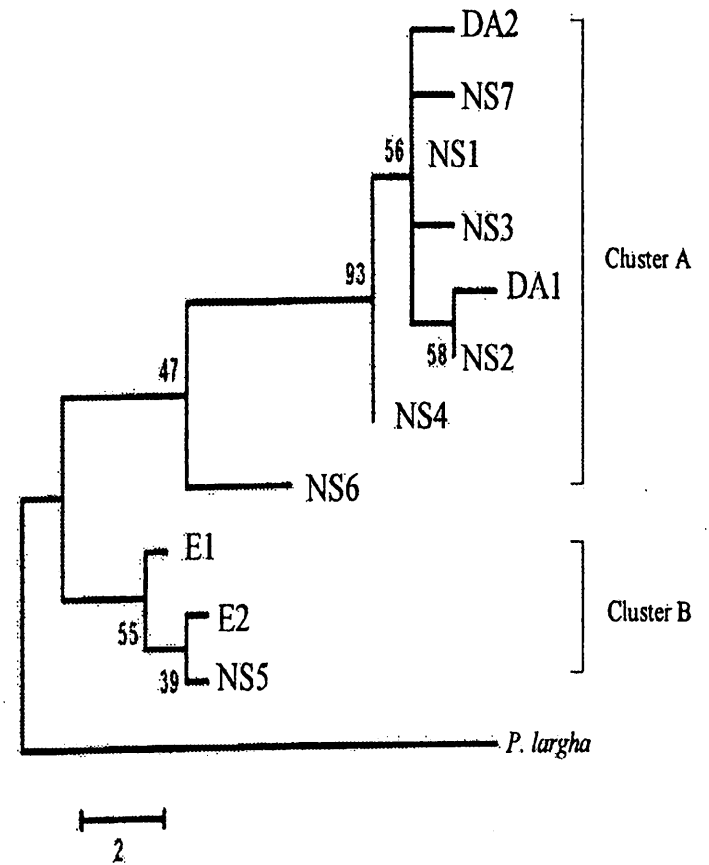 DA2
NS7
56
NS1
NS3
Cluster A
93
DA1
58
NS2
47
NS4
NS6
E1
E2
Cluster B
55
39
NS5
P. largha
2